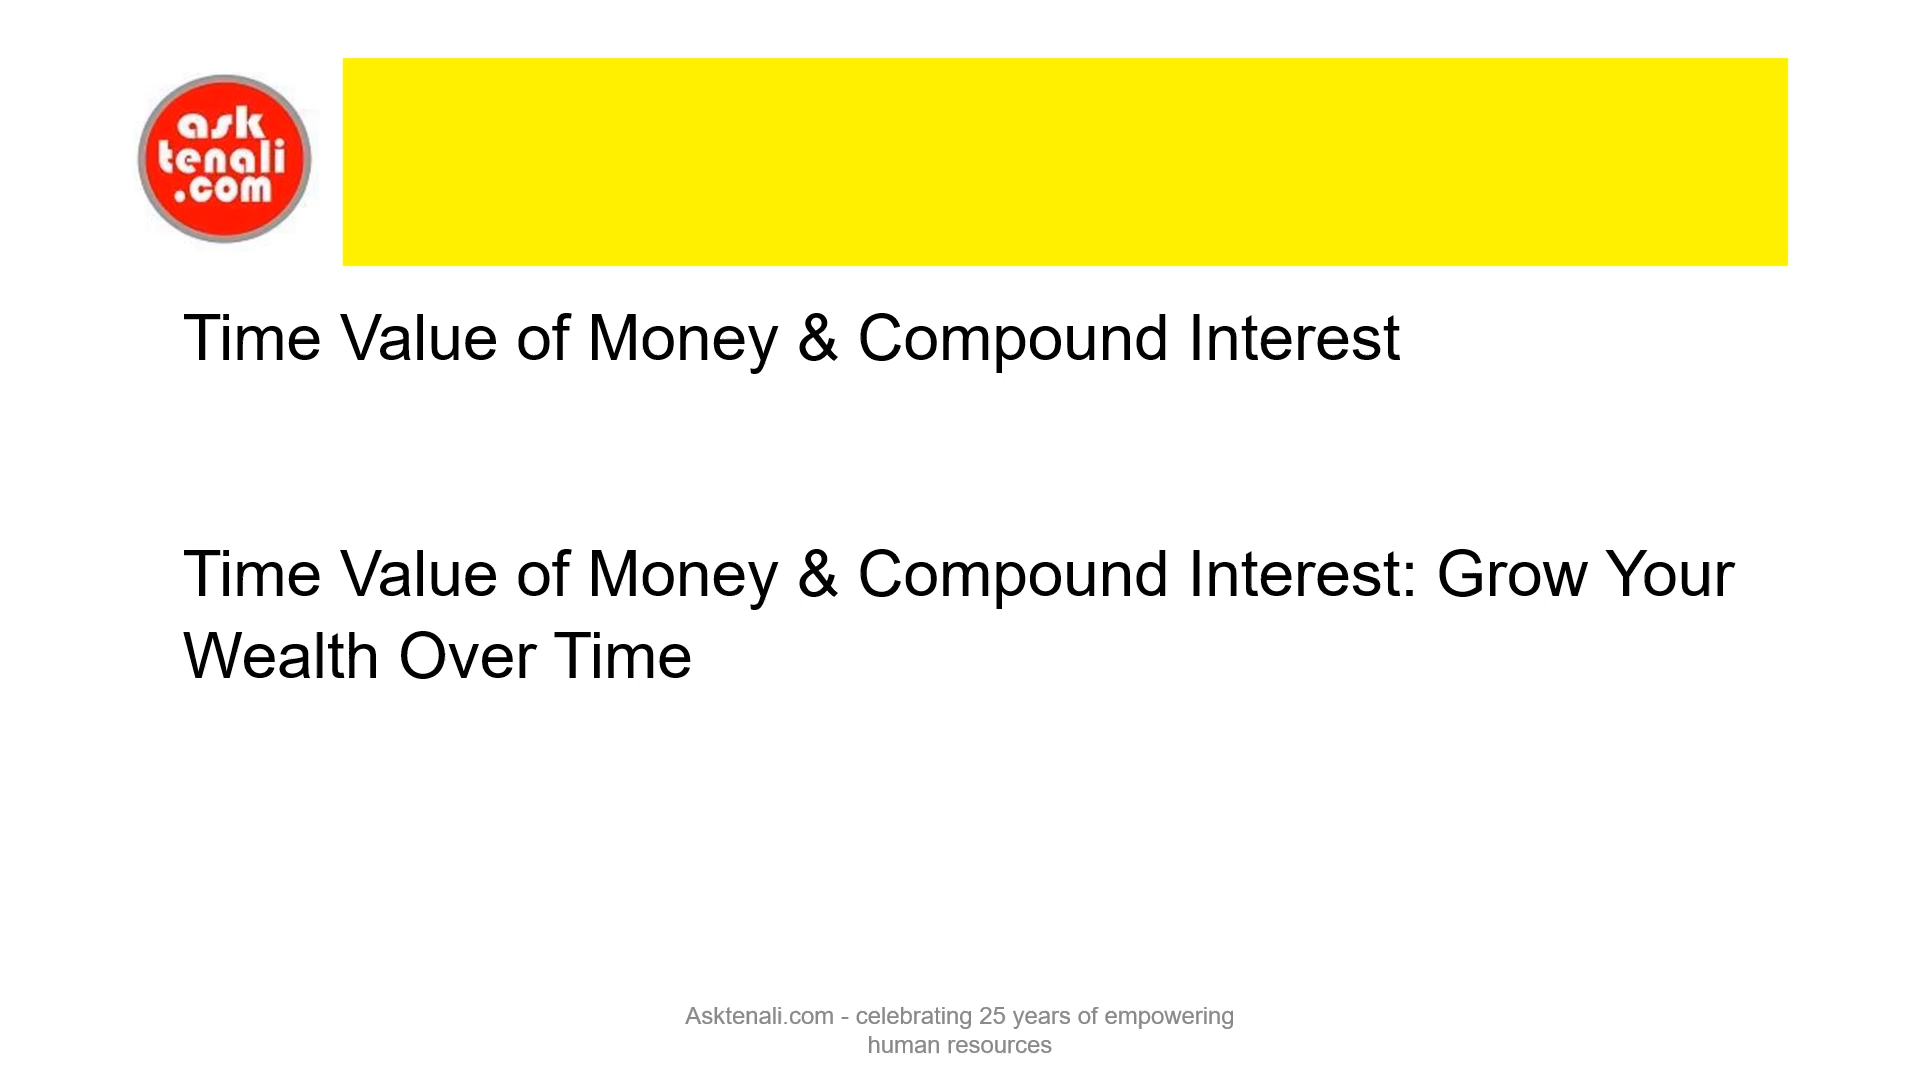 ask
tenali
.com
Time Value of Money & Compound Interest
Time Value of Money & Compound Interest: Grow Your
Wealth Over Time
Asktenali.com - celebrating 25 years of empowering
human resources